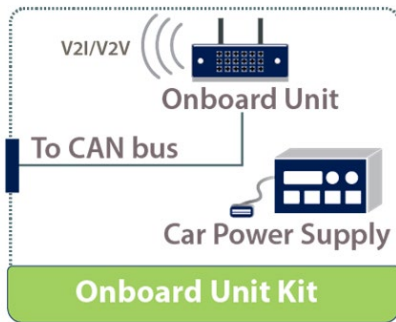 V2I/V2V
Onboard Unit
To CAN bus
Car Power Supply
Onboard Unit Kit